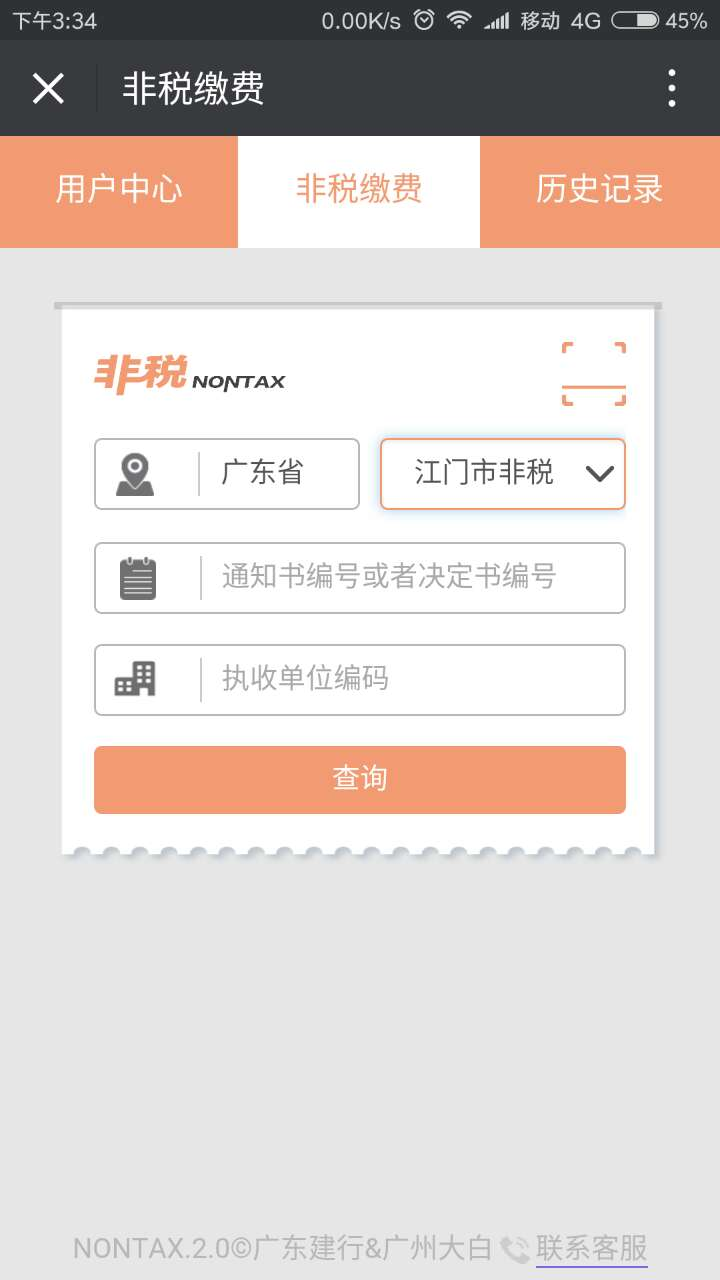 下午3:34 0.00K/s 移动 4G 45%
非税缴费
用户中心 非税缴费 历史记录
非税 NONTAX
广东省 江门市非税
通知书编号或者决定书编号
执收单位编码
查询
NONTAX.2.0©广东建行&广州大白 联系客服